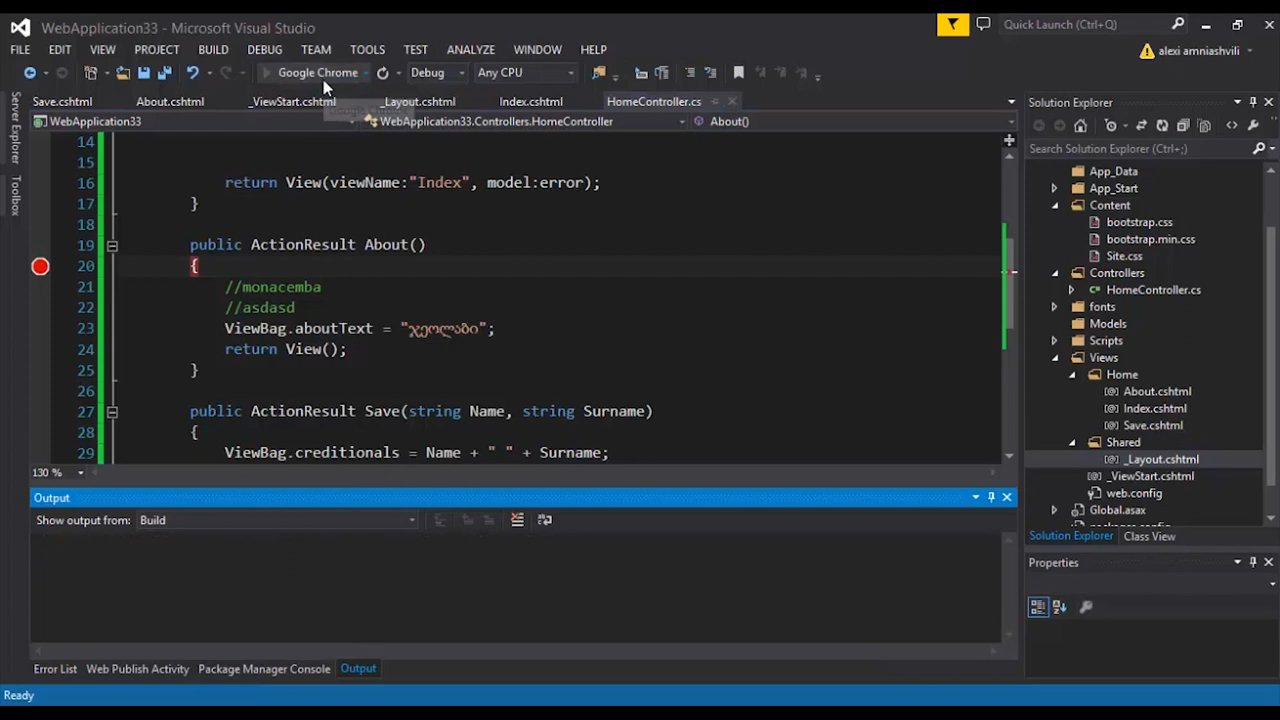 WebApplication33 - Microsoft Visual Studio
Quick Launch (Ctrl+Q)
FILE EDIT VIEW PROJECT BUILD DEBUG TEAM TOOLS TEST ANALYZE WINDOW HELP
alexi amniashvili
Google Chrome Debug Any CPU
Save.cshtml About.cshtml _ViewStart.cshtml _Layout.cshtml Index.cshtml HomeController.cs
WebApplication33 WebApplication33.Controllers.HomeController About()
Server Explorer
Toolbox
14
15
16 return View(viewName:"Index", model:error);
17 }
18
19 public ActionResult About()
20 {
21 //monacemba
22 //asdasd
23 ViewBag.aboutText = "ჯეოლაბი";
24 return View();
25 }
26
27 public ActionResult Save(string Name, string Surname)
28 {
29 ViewBag.creditionals = Name + " " + Surname;
130 %
Output
Show output from: Build
Error List Web Publish Activity Package Manager Console Output
Ready
Solution Explorer
Search Solution Explorer (Ctrl+;)
App_Data
App_Start
Content
bootstrap.css
bootstrap.min.css
Site.css
Controllers
HomeController.cs
fonts
Models
Scripts
Views
Home
About.cshtml
Index.cshtml
Save.cshtml
Shared
_Layout.cshtml
_ViewStart.cshtml
web.config
Global.asax
packages.config
Solution Explorer Class View
Properties